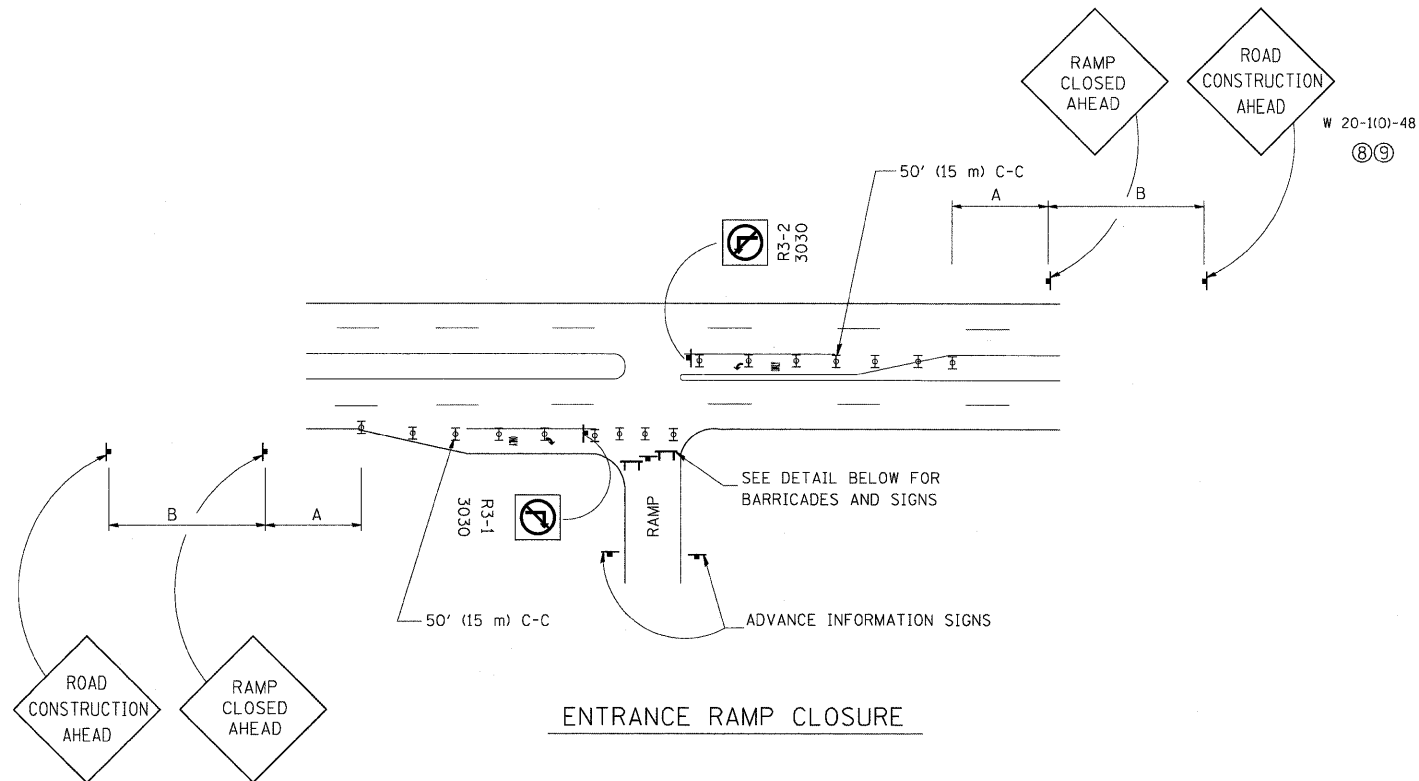 RAMP
CLOSED
AHEAD
ROAD
CONSTRUCTION
AHEAD
W 20-1(O)-48
⑧⑨
50' (15 m) C-C
A
B
R3-2
3030
SEE DETAIL BELOW FOR
BARRICADES AND SIGNS
B
A
R3-1
3030
RAMP
50' (15 m) C-C
ADVANCE INFORMATION SIGNS
ROAD
CONSTRUCTION
AHEAD
RAMP
CLOSED
AHEAD
ENTRANCE RAMP CLOSURE